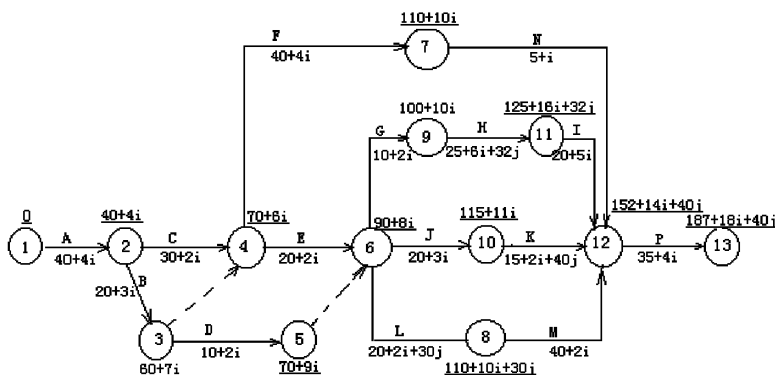 110+10i
F
7
N
40+4i
5+i
100+10i
125+16i+32j
G
9
H
11
I
10+2i
25+6i+32j
20+5i
0
40+4i
70+6i
90+8i
115+11i
152+14i+40j
187+18i+40j
1
A
2
C
4
E
6
J
10
K
12
P
13
40+4i
30+2i
20+2i
20+3i
15+2i+40j
35+4i
B
20+3i
3
D
5
L
8
M
10+2i
20+2i+30j
40+2i
60+7i
70+9i
110+10i+30j